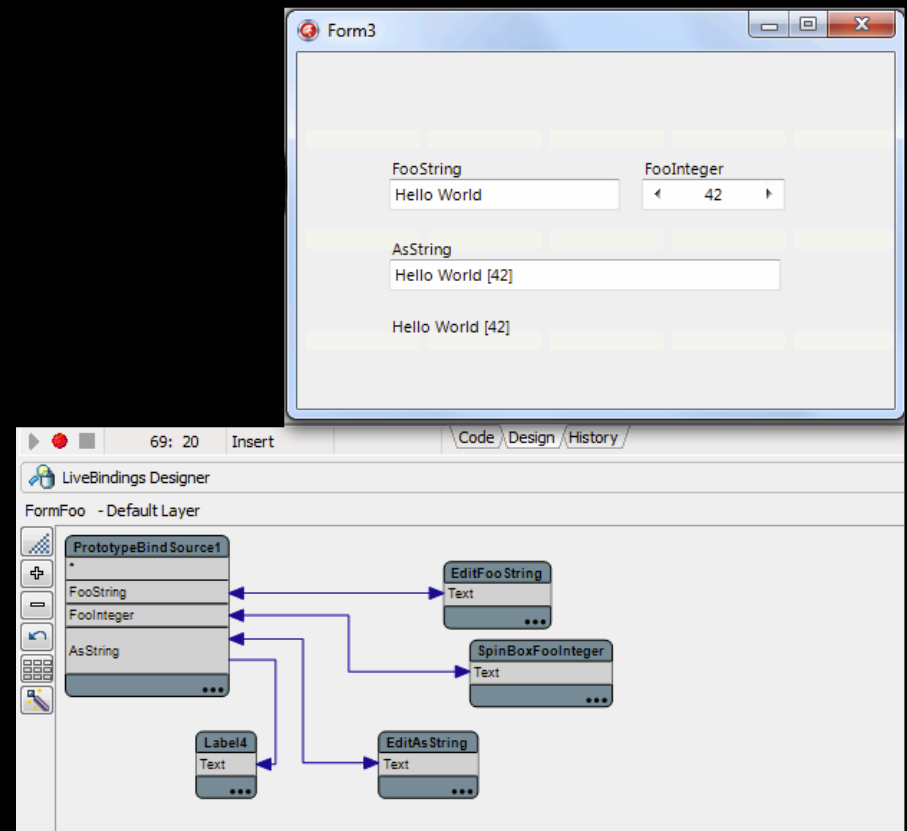 Form3
FooString
FooInteger
Hello World
42
AsString
Hello World [42]
Hello World [42]
69: 20
Insert
Code
Design
History
LiveBindings Designer
FormFoo - Default Layer
PrototypeBindSource1
*
FooString
FooInteger
AsString
EditFooString
Text
SpinBoxFooInteger
Text
Label4
Text
EditAsString
Text